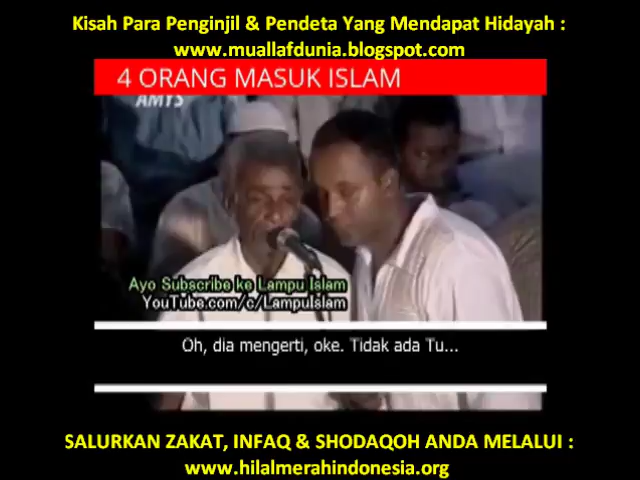 Kisah Para Penginjil & Pendeta Yang Mendapat Hidayah :
www.muallafdunia.blogspot.com
4 ORANG MASUK ISLAM
AMYS
Ayo Subscribe ke Lampu Islam
YouTube.com/c/LampuIslam
Oh, dia mengerti, oke. Tidak ada Tu...
SALURKAN ZAKAT, INFAQ & SHODAQOH ANDA MELALUI :
www.hilalmerahindonesia.org